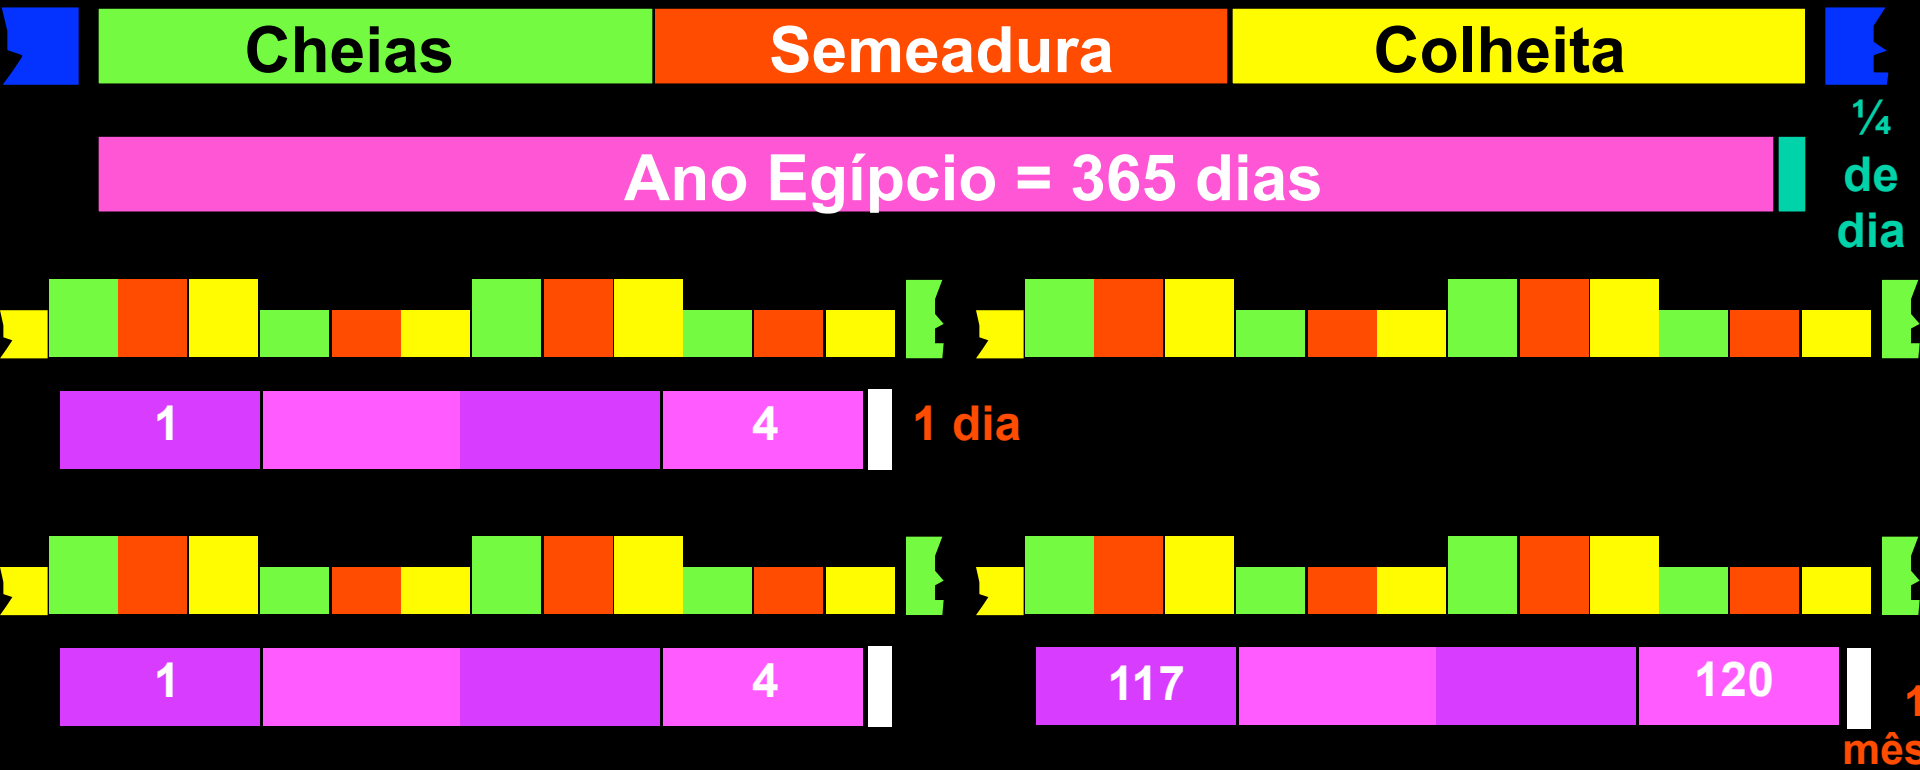 Cheias Semeadura Colheita
¼
de
dia
Ano Egípcio = 365 dias
1 4 1 dia
1 4 117 120
1
mês